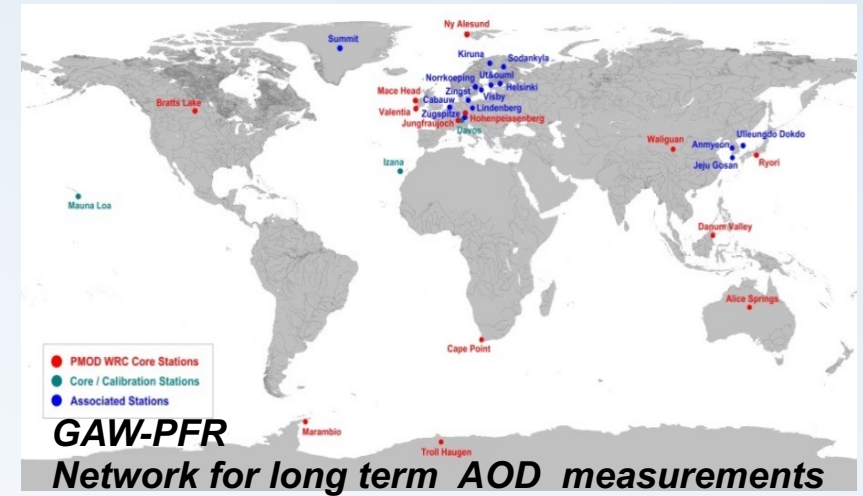 Ny Alesund
Summit
Kiruna
Sodankyla
Norrkoeping
Utö
ouml
Helsinki
Mace Head
Zingst
Visby
Bratts Lake
Cabauw
Lindenberg
Valentia
Zugspitze
Hohenpeissenberg
Jungfraujoch
Davos
Waliguan
Ulleungdo Dokdo
Anmyeon
Jeju Gosan
Ryori
Izana
Mauna Loa
Danum Valley
Alice Springs
Cape Point
PMOD WRC Core Stations
Core / Calibration Stations
Associated Stations
Marambio
Troll Haugen
GAW-PFR
Network for long term AOD measurements